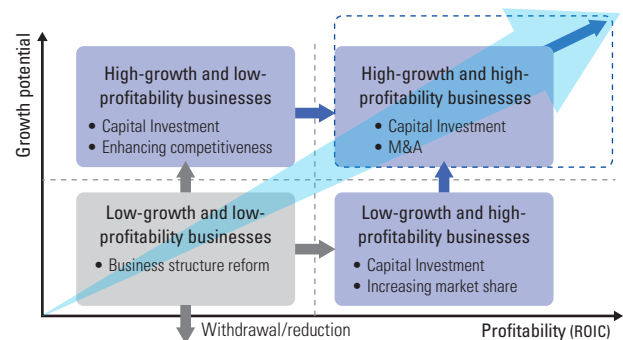 Growth potential
High-growth and low-
profitability businesses
• Capital Investment
• Enhancing competitiveness
High-growth and high-
profitability businesses
• Capital Investment
• M&A
Low-growth and low-
profitability businesses
• Business structure reform
Low-growth and high-
profitability businesses
• Capital Investment
• Increasing market share
Withdrawal/reduction
Profitability (ROIC)